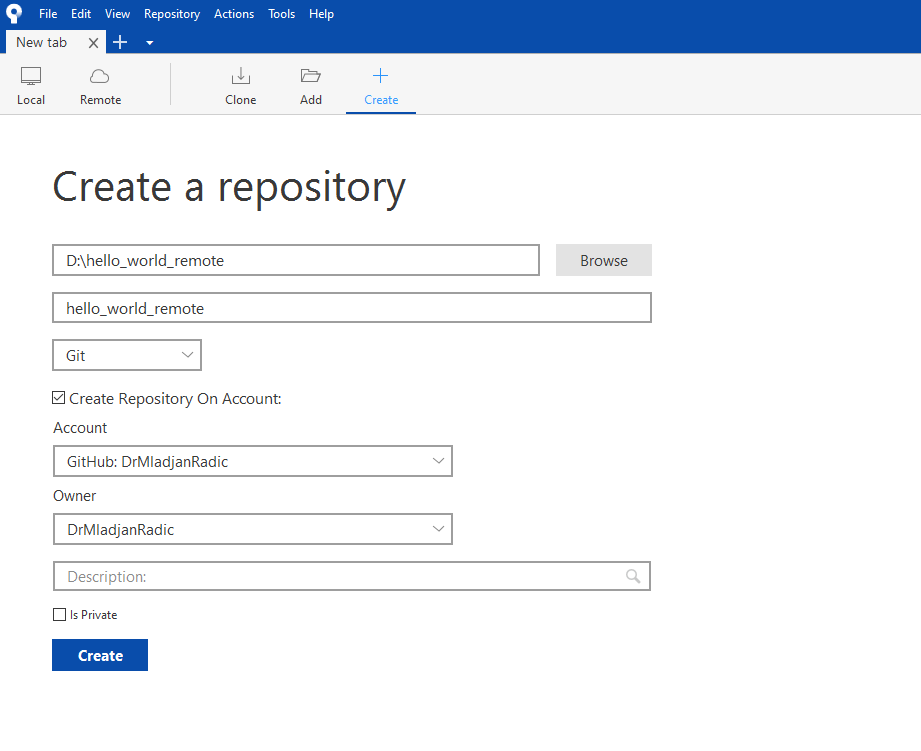 File Edit View Repository Actions Tools Help
New tab
Local Remote Clone Add Create
Create a repository
D:\hello_world_remote Browse
hello_world_remote
Git
Create Repository On Account:
Account
GitHub: DrMladjanRadic
Owner
DrMladjanRadic
Description:
Is Private
Create